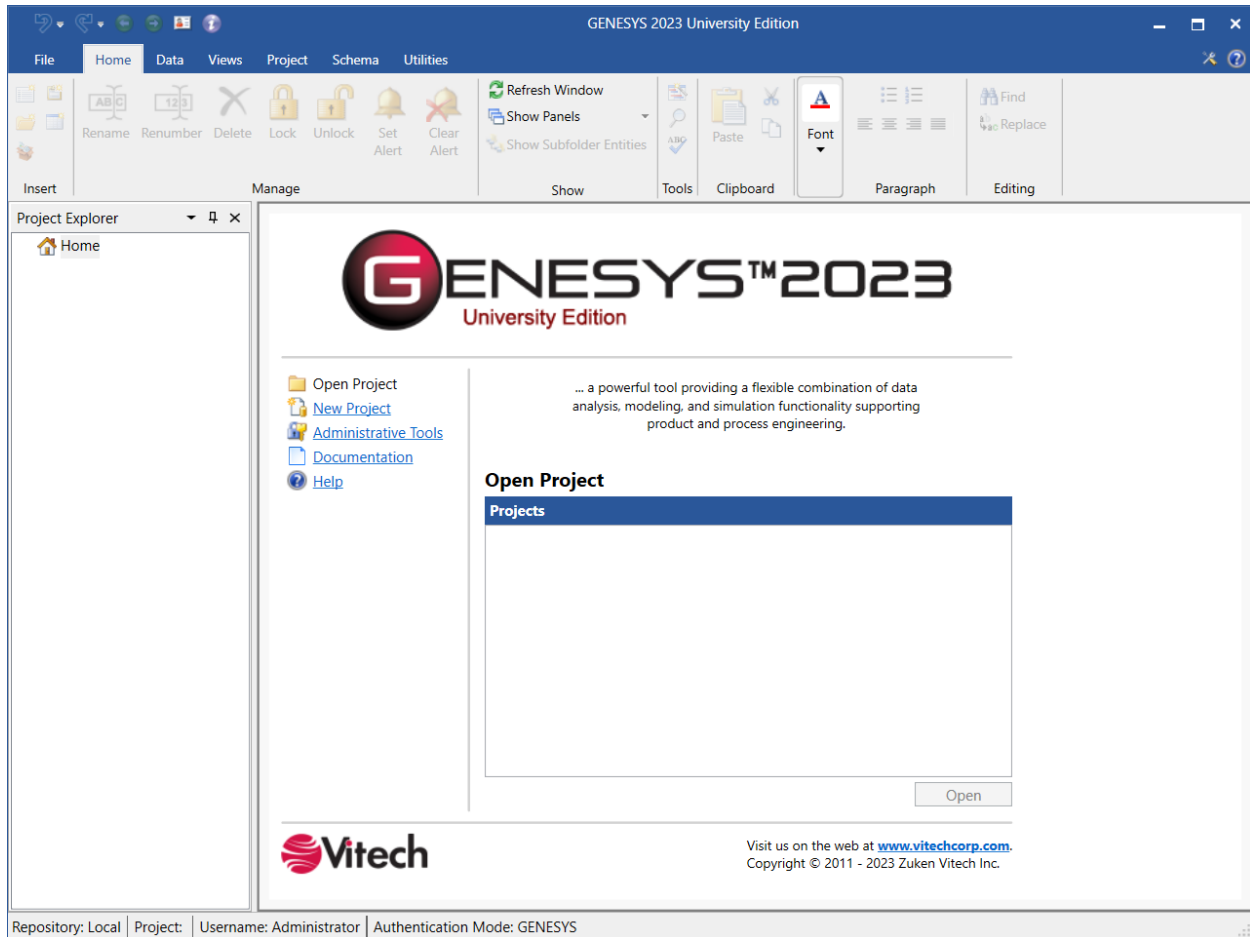 GENESYS 2023 University Edition
File Home Data Views Project Schema Utilities
Rename Renumber Delete Lock Unlock Set Alert Clear Alert
Refresh Window
Show Panels
Show Subfolder Entities
Paste
Font
Find
Replace
Insert Manage Show Tools Clipboard Paragraph Editing
Project Explorer
Home
GENESYS™2023
University Edition
Open Project
New Project
Administrative Tools
Documentation
Help
... a powerful tool providing a flexible combination of data
analysis, modeling, and simulation functionality supporting
product and process engineering.
Open Project
Projects
Open
Vitech
Visit us on the web at www.vitechcorp.com.
Copyright © 2011 - 2023 Zuken Vitech Inc.
Repository: Local Project: Username: Administrator Authentication Mode: GENESYS